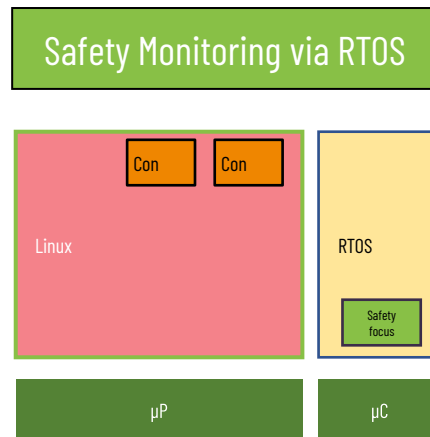 Safety Monitoring via RTOS
Con
Con
Linux
RTOS
Safety
focus
µP
µC